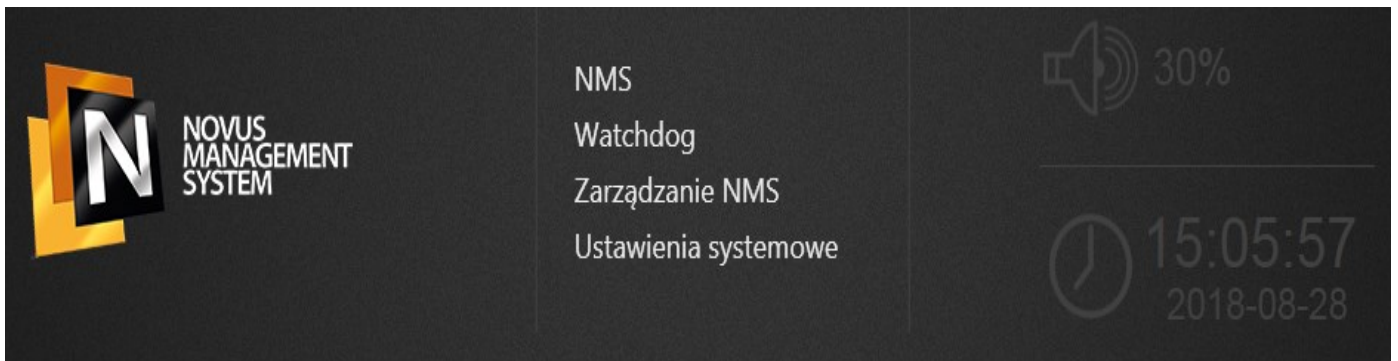 NOVUS
MANAGEMENT
SYSTEM
NMS
Watchdog
Zarządzanie NMS
Ustawienia systemowe
30%
15:05:57
2018-08-28